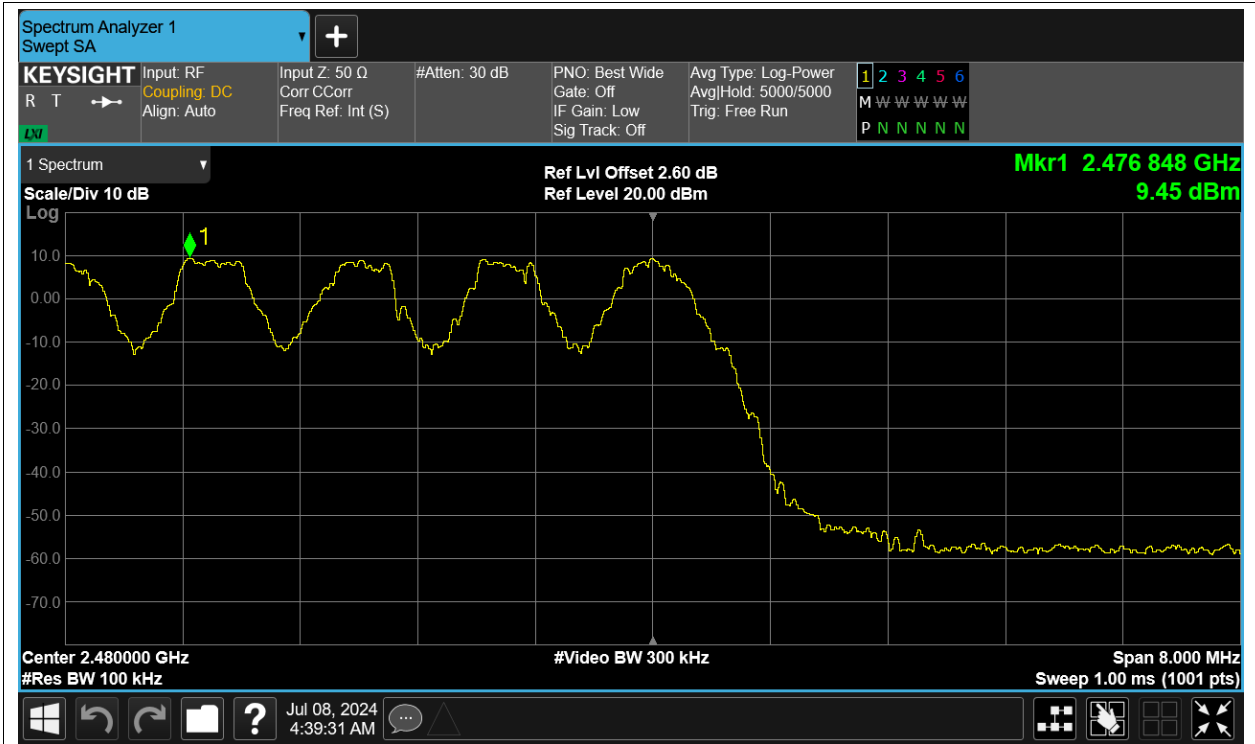 Spectrum Analyzer 1
Swept SA
KEYSIGHT
R T
LXI
Input: RF
Coupling: DC
Align: Auto
Input Z: 50 Ω
Corr CCorr
Freq Ref: Int (S)
#Atten: 30 dB
PNO: Best Wide
Gate: Off
IF Gain: Low
Sig Track: Off
Avg Type: Log-Power
Avg|Hold: 5000/5000
Trig: Free Run
1 2 3 4 5 6
M W W W W W
P N N N N N
1 Spectrum
Scale/Div 10 dB
Log
Ref Lvl Offset 2.60 dB
Ref Level 20.00 dBm
Mkr1 2.476 848 GHz
9.45 dBm
1
10.0
0.00
-10.0
-20.0
-30.0
-40.0
-50.0
-60.0
-70.0
Center 2.480000 GHz
#Res BW 100 kHz
#Video BW 300 kHz
Span 8.000 MHz
Sweep 1.00 ms (1001 pts)
?
Jul 08, 2024
4:39:31 AM